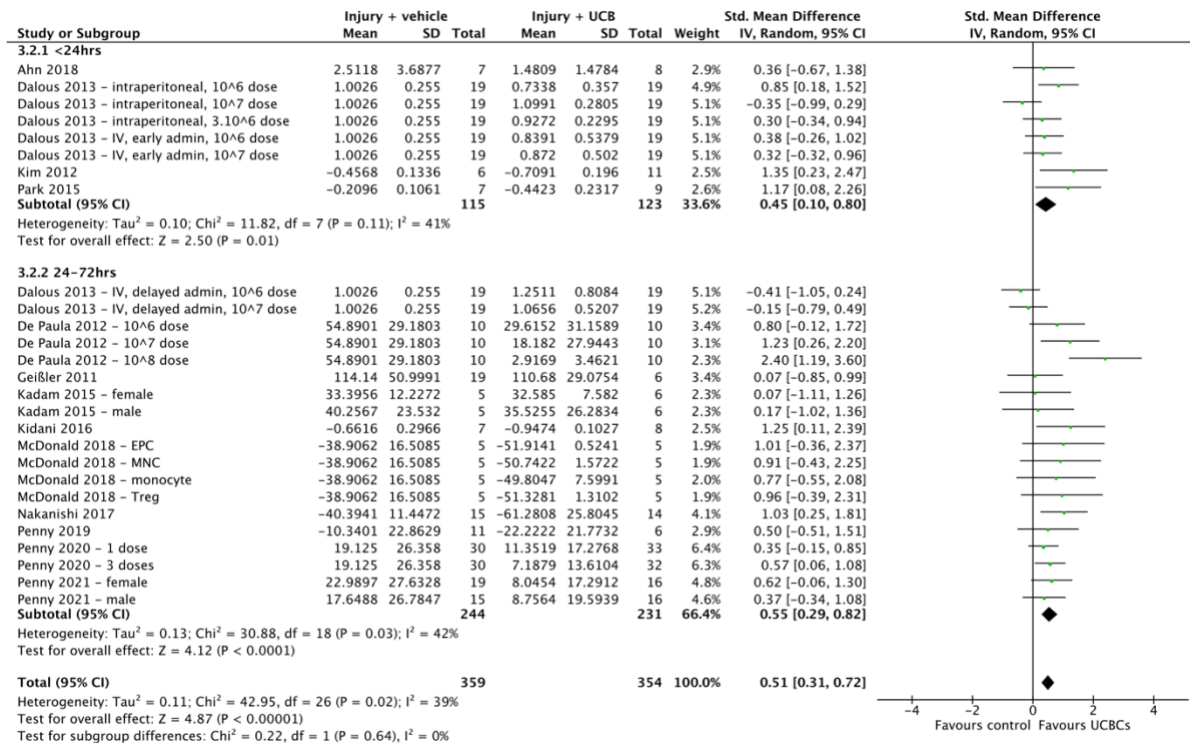 Injury + vehicle Injury + UCB Std. Mean Difference Std. Mean Difference
Study or Subgroup Mean SD Total Mean SD Total Weight IV, Random, 95% CI IV, Random, 95% CI
3.2.1 <24hrs
Ahn 2018 2.5118 3.6877 7 1.4809 1.4784 8 2.9% 0.36 [-0.67, 1.38]
Dalous 2013 - intraperitoneal, 10^6 dose 1.0026 0.255 19 0.7338 0.357 19 4.9% 0.85 [0.18, 1.52]
Dalous 2013 - intraperitoneal, 10^7 dose 1.0026 0.255 19 1.0991 0.2805 19 5.1% -0.35 [-0.99, 0.29]
Dalous 2013 - intraperitoneal, 3.10^6 dose 1.0026 0.255 19 0.9272 0.2295 19 5.1% 0.30 [-0.34, 0.94]
Dalous 2013 - IV, early admin, 10^6 dose 1.0026 0.255 19 0.8391 0.5379 19 5.1% 0.38 [-0.26, 1.02]
Dalous 2013 - IV, early admin, 10^7 dose 1.0026 0.255 19 0.872 0.502 19 5.1% 0.32 [-0.32, 0.96]
Kim 2012 -0.4568 0.1336 6 -0.7091 0.196 11 2.5% 1.35 [0.23, 2.47]
Park 2015 -0.2096 0.1061 7 -0.4423 0.2317 9 2.6% 1.17 [0.08, 2.26]
Subtotal (95% CI) 115 123 33.6% 0.45 [0.10, 0.80]
Heterogeneity: Tau² = 0.10; Chi² = 11.82, df = 7 (P = 0.11); I² = 41%
Test for overall effect: Z = 2.50 (P = 0.01)
3.2.2 24-72hrs
Dalous 2013 - IV, delayed admin, 10^6 dose 1.0026 0.255 19 1.2511 0.8084 19 5.1% -0.41 [-1.05, 0.24]
Dalous 2013 - IV, delayed admin, 10^7 dose 1.0026 0.255 19 1.0656 0.5207 19 5.2% -0.15 [-0.79, 0.49]
De Paula 2012 - 10^6 dose 54.8901 29.1803 10 29.6152 31.1589 10 3.4% 0.80 [-0.12, 1.72]
De Paula 2012 - 10^7 dose 54.8901 29.1803 10 18.182 27.9443 10 3.1% 1.23 [0.26, 2.20]
De Paula 2012 - 10^8 dose 54.8901 29.1803 10 2.9169 3.4621 10 2.3% 2.40 [1.19, 3.60]
Geißler 2011 114.14 50.9991 19 110.68 29.0754 6 3.4% 0.07 [-0.85, 0.99]
Kadam 2015 - female 33.3956 12.2272 5 32.585 7.582 6 2.3% 0.07 [-1.11, 1.26]
Kadam 2015 - male 40.2567 23.532 5 35.5255 26.2834 6 2.3% 0.17 [-1.02, 1.36]
Kidani 2016 -0.6616 0.2966 7 -0.9474 0.1027 8 2.5% 1.25 [0.11, 2.39]
McDonald 2018 - EPC -38.9062 16.5085 5 -51.9141 0.5241 5 1.9% 1.01 [-0.36, 2.37]
McDonald 2018 - MNC -38.9062 16.5085 5 -50.7422 1.5722 5 1.9% 0.91 [-0.43, 2.25]
McDonald 2018 - monocyte -38.9062 16.5085 5 -49.8047 7.5991 5 2.0% 0.77 [-0.55, 2.08]
McDonald 2018 - Treg -38.9062 16.5085 5 -51.3281 1.3102 5 1.9% 0.96 [-0.39, 2.31]
Nakanishi 2017 -40.3941 11.4472 15 -61.2808 25.8045 14 4.1% 1.03 [0.25, 1.81]
Penny 2019 -10.3401 22.8629 11 -22.2222 21.7732 6 2.9% 0.50 [-0.51, 1.51]
Penny 2020 - 1 dose 19.125 26.358 30 11.3519 17.2768 33 6.4% 0.35 [-0.15, 0.85]
Penny 2020 - 3 doses 19.125 26.358 30 7.1879 13.6104 32 6.3% 0.57 [0.06, 1.08]
Penny 2021 - female 22.9897 27.6328 19 8.0454 17.2912 16 4.8% 0.62 [-0.06, 1.30]
Penny 2021 - male 17.6488 26.7847 15 8.7564 19.5939 16 4.6% 0.37 [-0.34, 1.08]
Subtotal (95% CI) 244 231 66.4% 0.55 [0.29, 0.82]
Heterogeneity: Tau² = 0.13; Chi² = 30.88, df = 18 (P = 0.03); I² = 42%
Test for overall effect: Z = 4.12 (P < 0.0001)
Total (95% CI) 359 354 100.0% 0.51 [0.31, 0.72]
Heterogeneity: Tau² = 0.11; Chi² = 42.95, df = 26 (P = 0.02); I² = 39%
Test for overall effect: Z = 4.87 (P < 0.00001)
Test for subgroup differences: Chi² = 0.22, df = 1 (P = 0.64), I² = 0%
-4 -2 0 2 4
Favours control Favours UCBCs